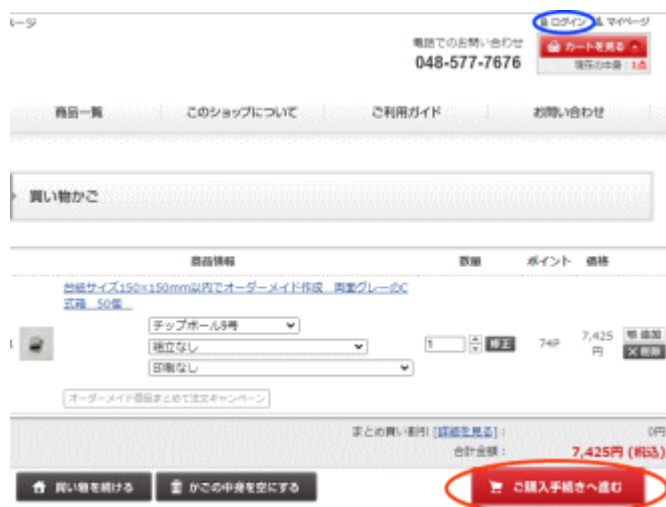 ページ
ログイン マイページ
電話でのお問い合わせ
048-577-7676
カートを見る
現在の中身：1点
商品一覧 このショップについて ご利用ガイド お問い合わせ
買い物かご
商品情報 数量 ポイント 価格
台紙サイズ150×150mm以内でオーダーメイド作成 両面グレーのC
式箱 50個
チップボール9号
組立なし
印刷なし
1 修正 74P 7,425 円 追加 削除
オーダーメイド商品まとめて注文キャンペーン
まとめ買い割引 [詳細を見る]： 0円
合計金額： 7,425円 (税込)
買い物を続ける かごの中身を空にする ご購入手続きへ進む